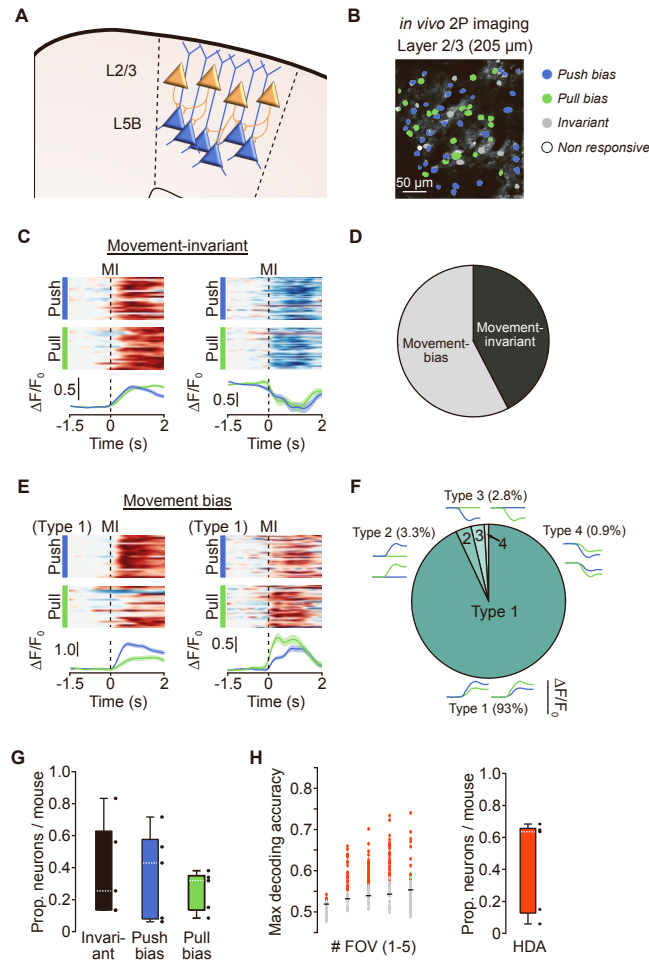 A
L2/3
L5B
B
in vivo 2P imaging
Layer 2/3 (205 µm)
Push bias
Pull bias
Invariant
Non responsive
50 µm
C
Movement-invariant
MI
MI
Push
Pull
ΔF/F0
0.5
-1.5
0
2
Time (s)
Push
Pull
ΔF/F0
0.5
-1.5
0
2
Time (s)
D
Movement-
invariant
Movement-
bias
E
Movement bias
(Type 1)
MI
(Type 1)
MI
Push
Pull
ΔF/F0
1.0
-1.5
0
2
Time (s)
Push
Pull
ΔF/F0
0.5
-1.5
0
2
Time (s)
F
Type 3 (2.8%)
Type 2 (3.3%)
Type 4 (0.9%)
2
3
4
Type 1
Type 1 (93%)
ΔF/F0
G
Prop. neurons / mouse
1.0
0.8
0.6
0.4
0.2
0
Invari-
ant
Push
bias
Pull
bias
H
Max decoding accuracy
0.8
0.7
0.6
0.5
# FOV (1-5)
Prop. neurons / mouse
1.0
0.8
0.6
0.4
0.2
0
HDA